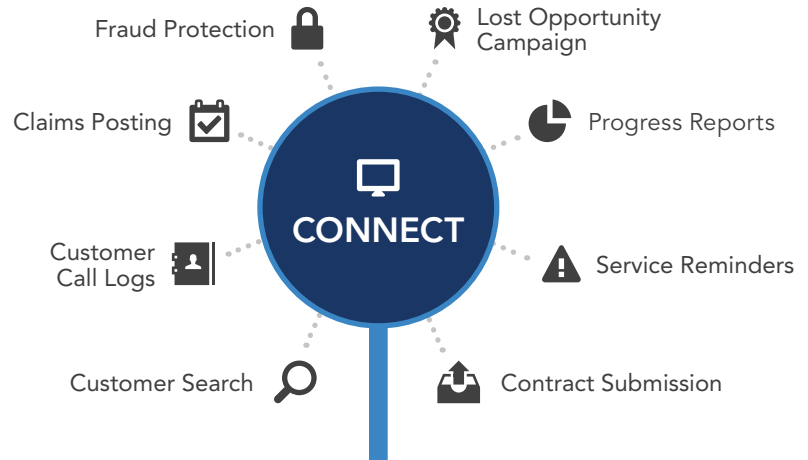 Fraud Protection
Lost Opportunity
Campaign
Claims Posting
Progress Reports
CONNECT
Customer
Call Logs
Service Reminders
Customer Search
Contract Submission